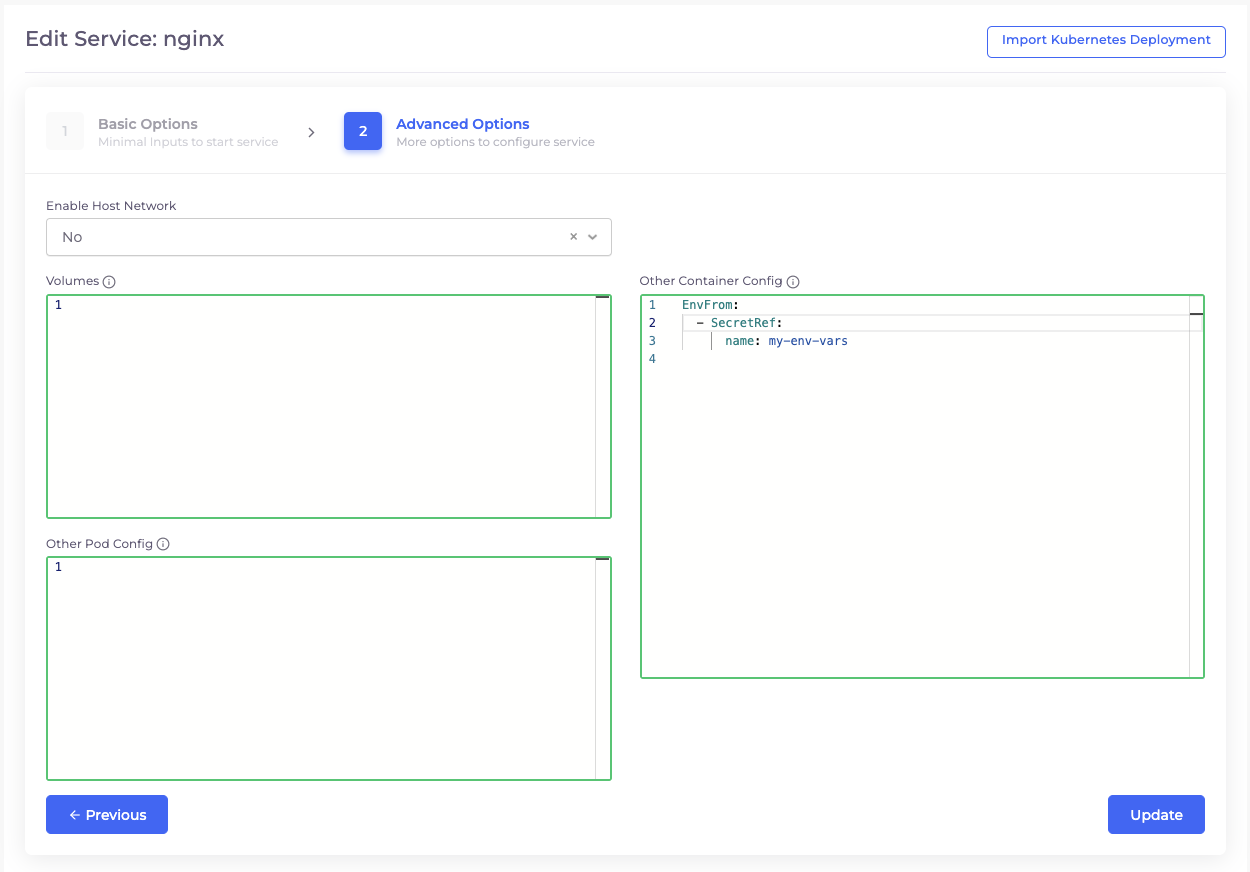 Edit Service: nginx
Import Kubernetes Deployment
1
Basic Options
Minimal Inputs to start service
2
Advanced Options
More options to configure service
Enable Host Network
No
Volumes
1
Other Container Config
1 EnvFrom:
2 - SecretRef:
3 name: my-env-vars
4
Other Pod Config
1
Previous
Update